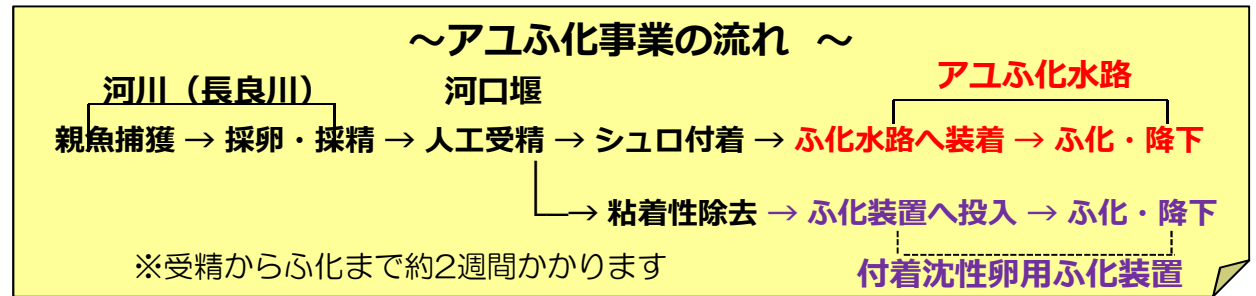 ～アユふ化事業の流れ ～
アユふ化水路
河川（長良川） 河口堰
親魚捕獲 → 採卵・採精 → 人工受精 → シュロ付着 → ふ化水路へ装着 → ふ化・降下
→ 粘着性除去 → ふ化装置へ投入 → ふ化・降下
※受精からふ化まで約2週間かかります
付着沈性卵用ふ化装置